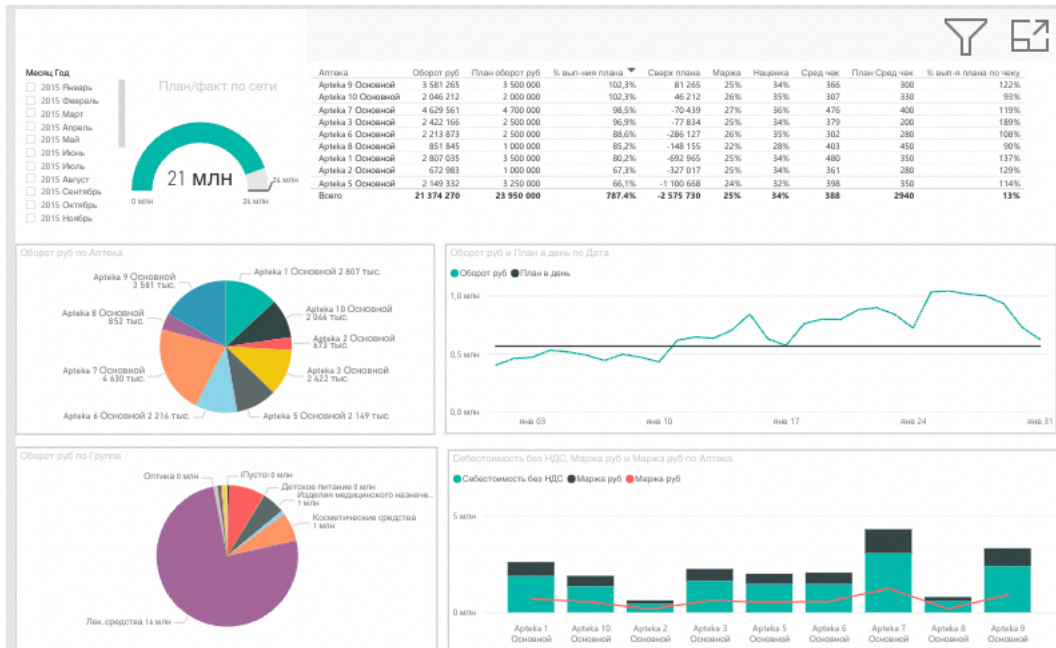 Месяц Год
2015 Январь
2015 Февраль
2015 Март
2015 Апрель
2015 Май
2015 Июнь
2015 Июль
2015 Август
2015 Сентябрь
2015 Октябрь
2015 Ноябрь
План/факт по сети
21 млн
24 млн
0 млн
24 млн
Аптека Оборот руб План оборот руб % вып-ния плана Сверх плана Маржа Наценка Сред чек План Сред чек % вып-я плана по чеку
Apteka 9 Основной 3 581 265 3 500 000 102,3% 81 265 25% 34% 366 300 122%
Apteka 10 Основной 2 046 212 2 000 000 102,3% 46 212 26% 35% 307 330 93%
Apteka 7 Основной 4 629 561 4 700 000 98,5% -70 439 27% 36% 476 400 119%
Apteka 3 Основной 2 422 166 2 500 000 96,9% -77 834 25% 34% 379 200 189%
Apteka 6 Основной 2 213 873 2 500 000 88,6% -286 127 26% 35% 302 280 108%
Apteka 8 Основной 851 845 1 000 000 85,2% -148 155 22% 28% 403 450 90%
Apteka 1 Основной 2 807 035 3 500 000 80,2% -692 965 25% 34% 480 350 137%
Apteka 2 Основной 672 983 1 000 000 67,3% -327 017 25% 34% 361 280 129%
Apteka 5 Основной 2 149 332 3 250 000 66,1% -1 100 668 24% 32% 398 350 114%
Всего 21 374 270 23 950 000 787.4% -2 575 730 25% 34% 388 2940 13%
Оборот руб по Аптека
Apteka 9 Основной
3 581 тыс.
Apteka 1 Основной 2 807 тыс.
Apteka 8 Основной
852 тыс.
Apteka 10 Основной
2 046 тыс.
Apteka 2 Основной
673 тыс.
Apteka 7 Основной
4 630 тыс.
Apteka 3 Основной
2 422 тыс.
Apteka 6 Основной 2 214 тыс.
Apteka 5 Основной 2 149 тыс.
Оборот руб и План в день по Дата
Оборот руб План в день
1,0 млн
0,5 млн
0,0 млн
янв 03 янв 10 янв 17 янв 24 янв 31
Оборот руб по Группа
Оптика 0 млн
(Пусто) 0 млн
Детское питание 0 млн
Изделия медицинского назначе..
1 млн
Косметические средства
1 млн
Лек. средства 16 млн
Себестоимость без НДС, Маржа руб и Маржа руб по Аптека
Себестоимость без НДС Маржа руб Маржа руб
5 млн
0 млн
Apteka 1 Apteka 10 Apteka 2 Apteka 3 Apteka 5 Apteka 6 Apteka 7 Apteka 8 Apteka 9
Основной Основной Основной Основной Основной Основной Основной Основной Основной